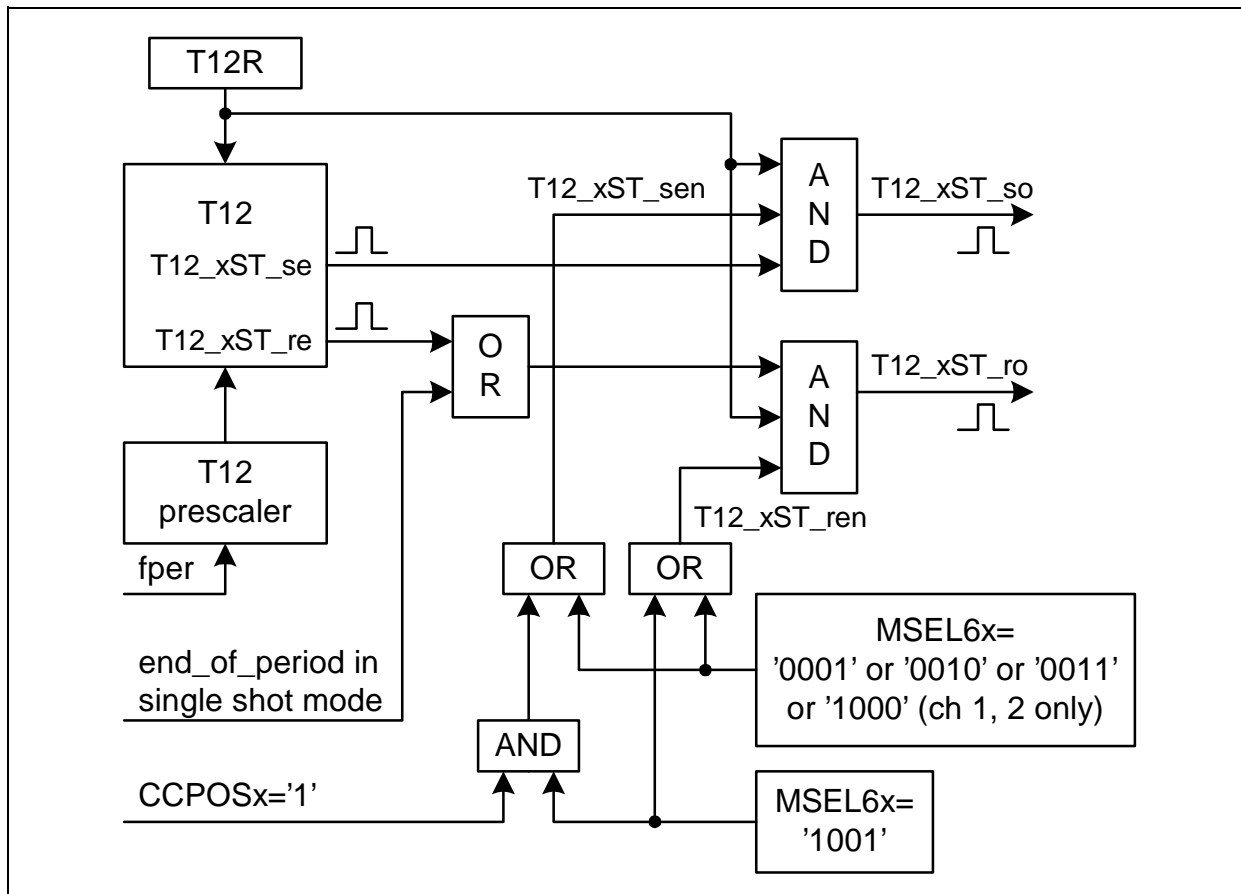 T12R
T12
T12_xST_se
T12_xST_re
T12
prescaler
fper
end_of_period in
single shot mode
CCPOSx='1'
O
R
T12_xST_sen
A
N
D
T12_xST_so
A
N
D
T12_xST_ro
T12_xST_ren
OR
OR
AND
MSEL6x=
'0001' or '0010' or '0011'
or '1000' (ch 1, 2 only)
MSEL6x=
'1001'